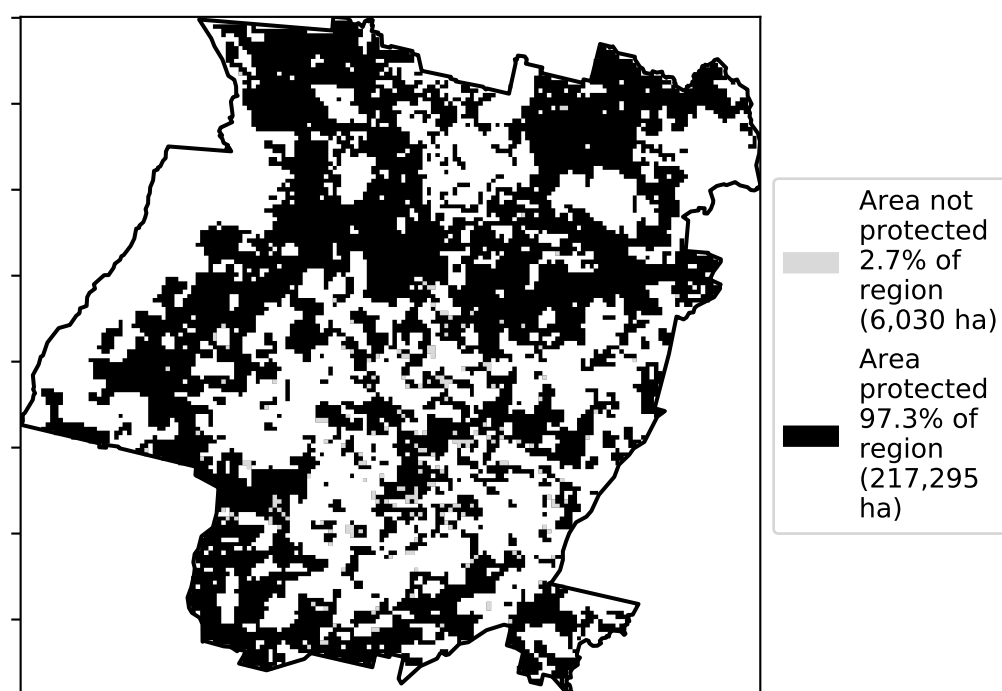 Area not
protected
2.7% of
region
(6,030 ha)
Area
protected
97.3% of
region
(217,295
ha)